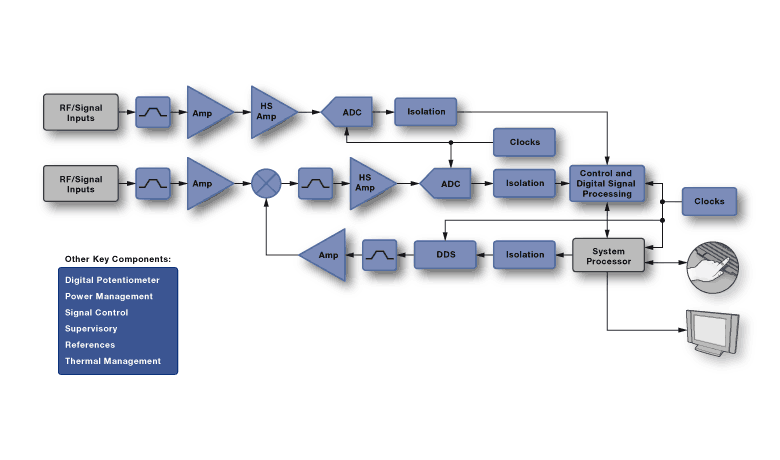 RF/Signal
Inputs
Amp
HS
Amp
ADC
Isolation
Clocks
RF/Signal
Inputs
Amp
HS
Amp
ADC
Isolation
Control and
Digital Signal
Processing
Clocks
Amp
DDS
Isolation
System
Processor
Other Key Components:
Digital Potentiometer
Power Management
Signal Control
Supervisory
References
Thermal Management